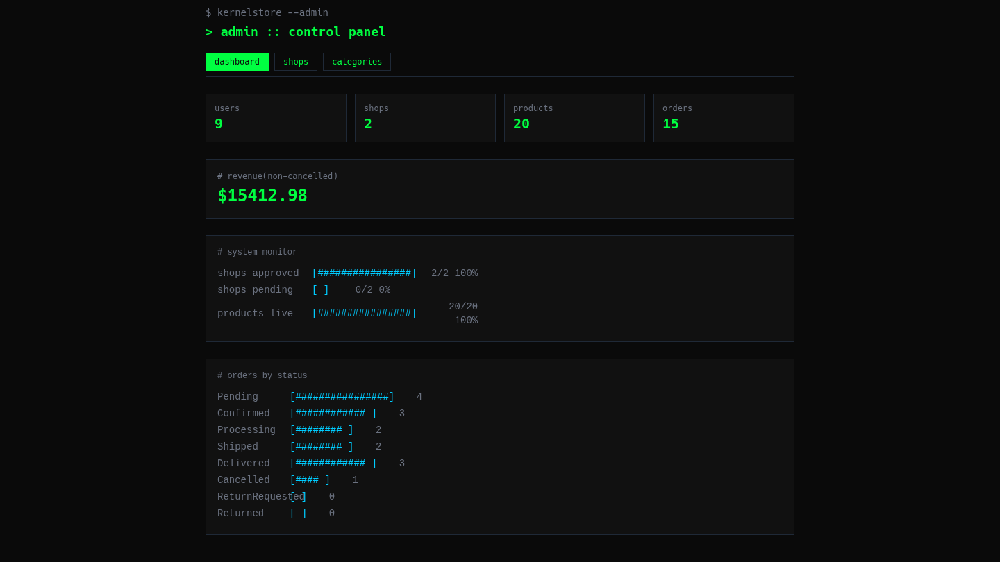 $ kernelstore --admin
> admin :: control panel
dashboard shops categories
users shops products orders
9 2 20 15
# revenue(non-cancelled)
$15412.98
# system monitor
shops approved [################] 2/2 100%
shops pending [ ] 0/2 0%
products live [################] 20/20 100%
# orders by status
Pending [################] 4
Confirmed [############ ] 3
Processing [######## ] 2
Shipped [######## ] 2
Delivered [############ ] 3
Cancelled [#### ] 1
ReturnRequested [ ] 0
Returned [ ] 0